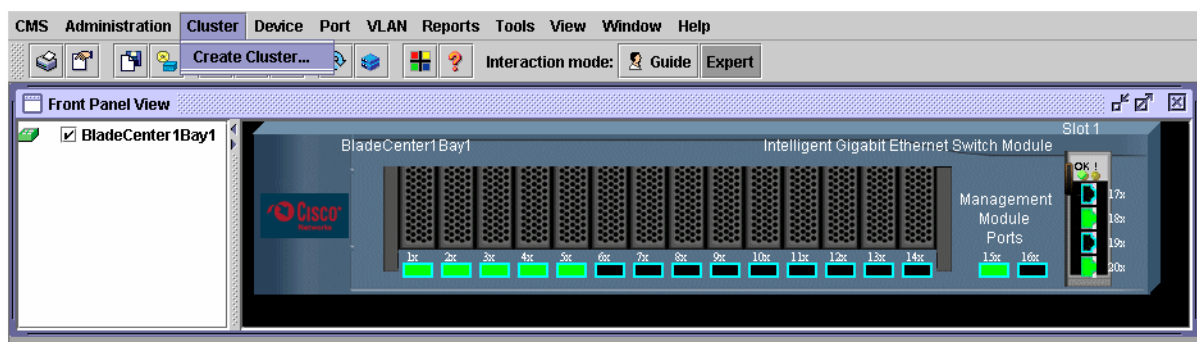 CMS Administration Cluster Device Port VLAN Reports Tools View Window Help
Create Cluster...
Interaction mode: Guide Expert
Front Panel View
BladeCenter1Bay1
Slot 1
BladeCenter1Bay1 Intelligent Gigabit Ethernet Switch Module
OK !
Cisco
Networks
Management
Module
Ports
1x 2x 3x 4x 5x 6x 7x 8x 9x 10x 11x 12x 13x 14x 15x 16x
17x
18x
19x
20x